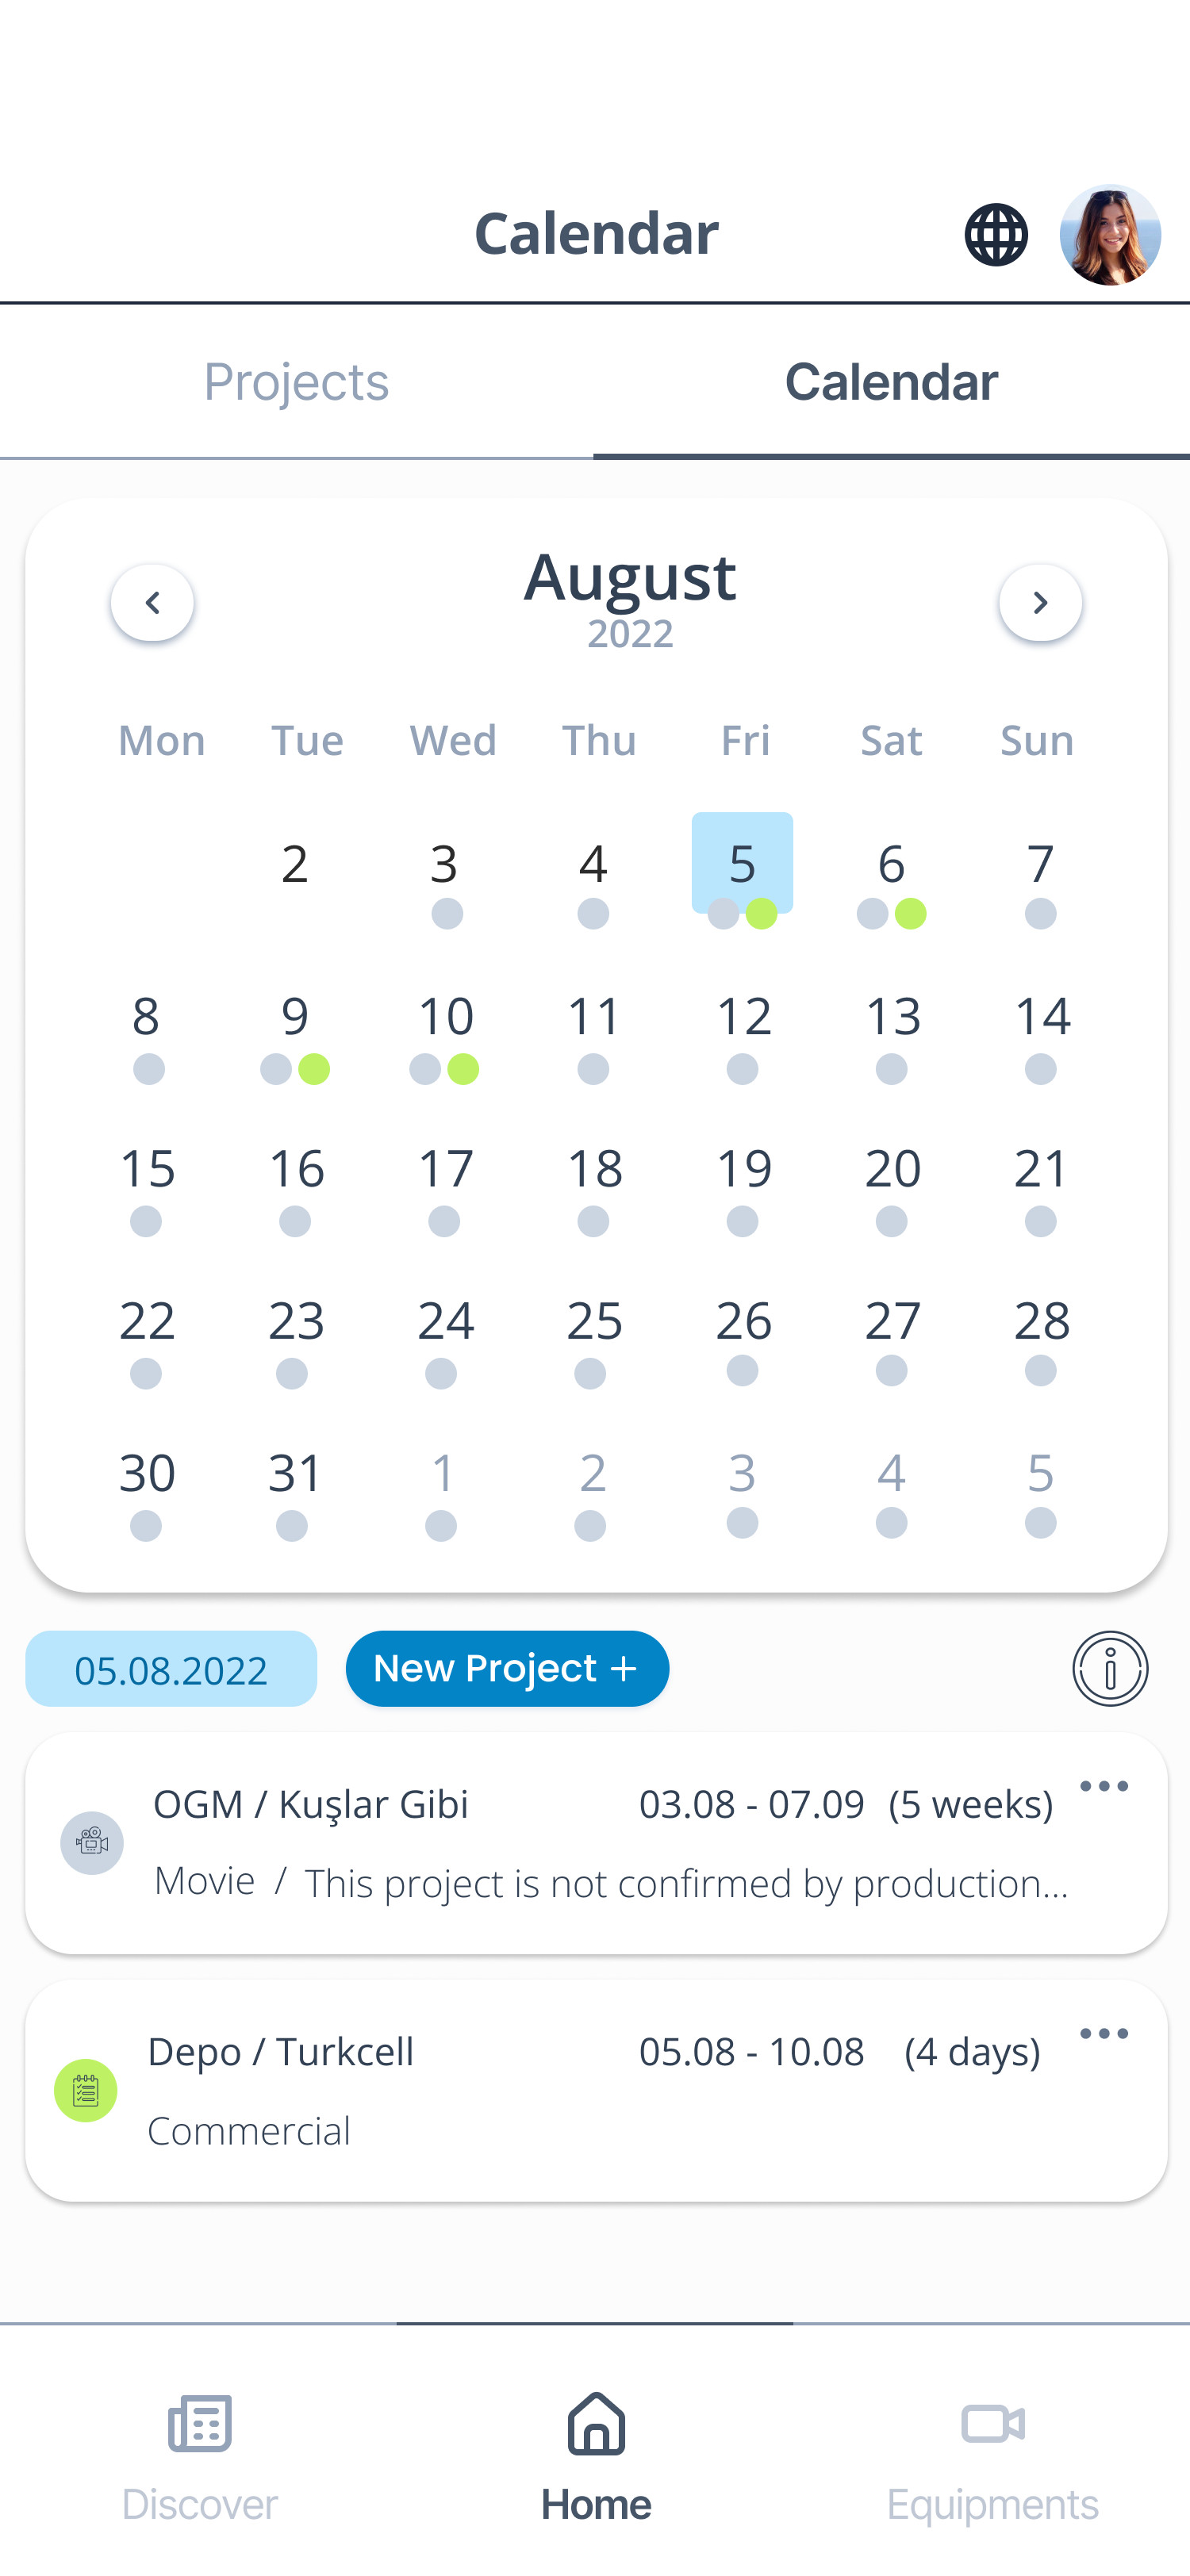 Calendar
Projects
Calendar
August
2022
Mon Tue Wed Thu Fri Sat Sun
2 3 4 5 6 7
8 9 10 11 12 13 14
15 16 17 18 19 20 21
22 23 24 25 26 27 28
30 31 1 2 3 4 5
05.08.2022
New Project +
OGM / Kuşlar Gibi 03.08 - 07.09 (5 weeks)
Movie / This project is not confirmed by production...
Depo / Turkcell 05.08 - 10.08 (4 days)
Commercial
Discover
Home
Equipments